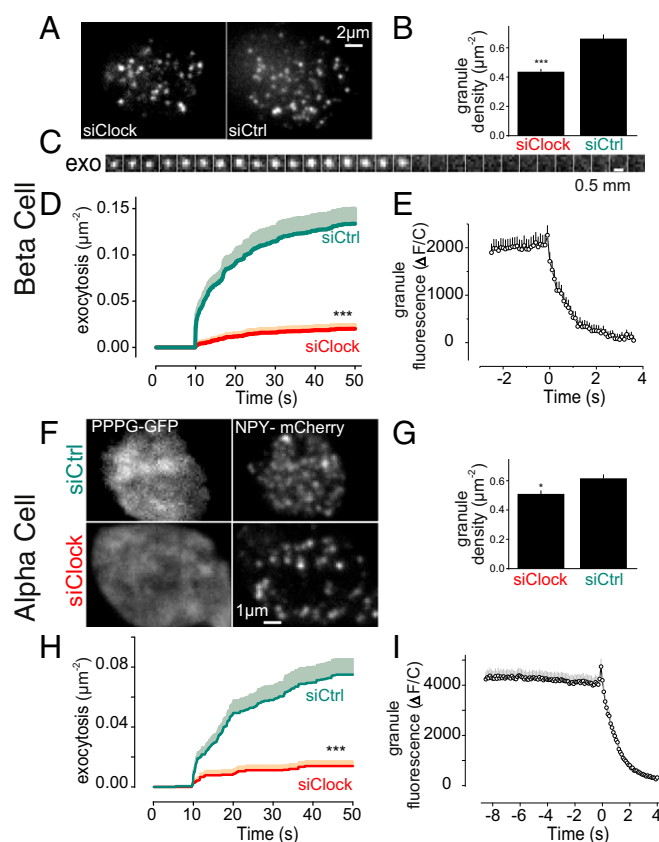 A
2μm
siClock
siCtrl
B
granule
density (μm⁻²)
0.6
0.4
0.2
0.0
***
siClock
siCtrl
C
exo
0.5 mm
Beta Cell
D
exocytosis (μm⁻²)
0.15
0.10
0.05
0.00
siCtrl
***
siClock
0 10 20 30 40 50
Time (s)
E
granule
fluorescence (ΔF/C)
2000
1000
0
-2 0 2 4
Time (s)
Alpha Cell
F
PPPG-GFP
NPY- mCherry
siCtrl
siClock
1μm
G
granule
density (μm⁻²)
0.6
0.4
0.2
0.0
*
siClock
siCtrl
H
exocytosis (μm⁻²)
0.08
0.04
0.00
siCtrl
***
siClock
0 10 20 30 40 50
Time (s)
I
granule
fluorescence (ΔF/C)
4000
2000
0
-8 -6 -4 -2 0 2 4
Time (s)